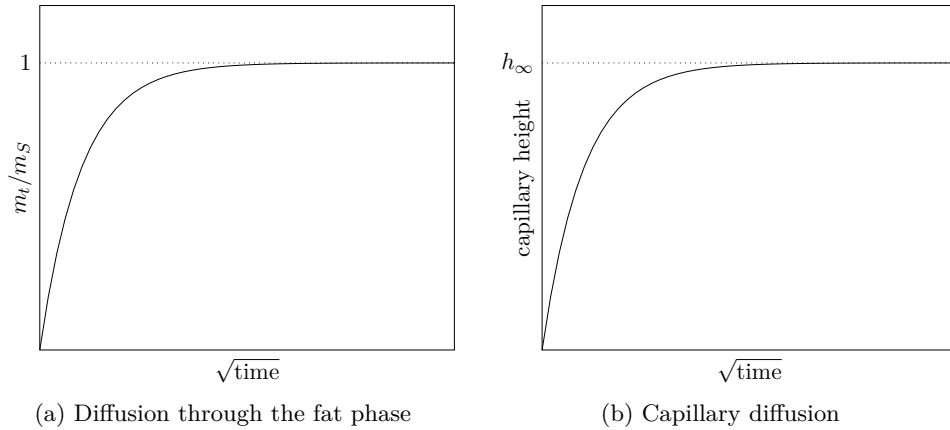 1
m_t/m_S
√time
(a) Diffusion through the fat phase
h_∞
capillary height
√time
(b) Capillary diffusion